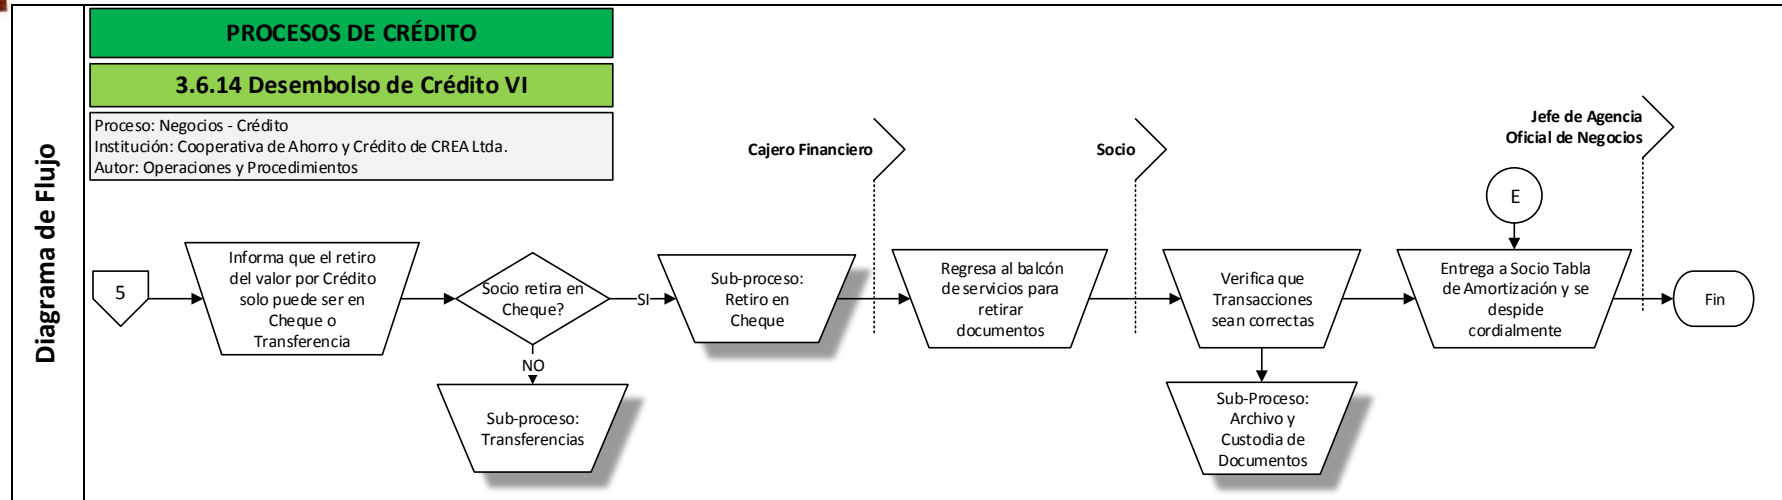 PROCESOS DE CRÉDITO
3.6.14 Desembolso de Crédito VI
Proceso: Negocios - Crédito
Institución: Cooperativa de Ahorro y Crédito de CREA Ltda.
Autor: Operaciones y Procedimientos
Diagrama de Flujo
Cajero Financiero
Socio
Jefe de Agencia
Oficial de Negocios
E
5
Informa que el retiro
del valor por Crédito
solo puede ser en
Cheque o
Transferencia
Socio retira en
Cheque?
SI
NO
Sub-proceso:
Transferencias
Sub-proceso:
Retiro en
Cheque
Regresa al balcón
de servicios para
retirar
documentos
Verifica que
Transacciones
sean correctas
Sub-Proceso:
Archivo y
Custodia de
Documentos
Entrega a Socio Tabla
de Amortización y se
despide
cordialmente
Fin